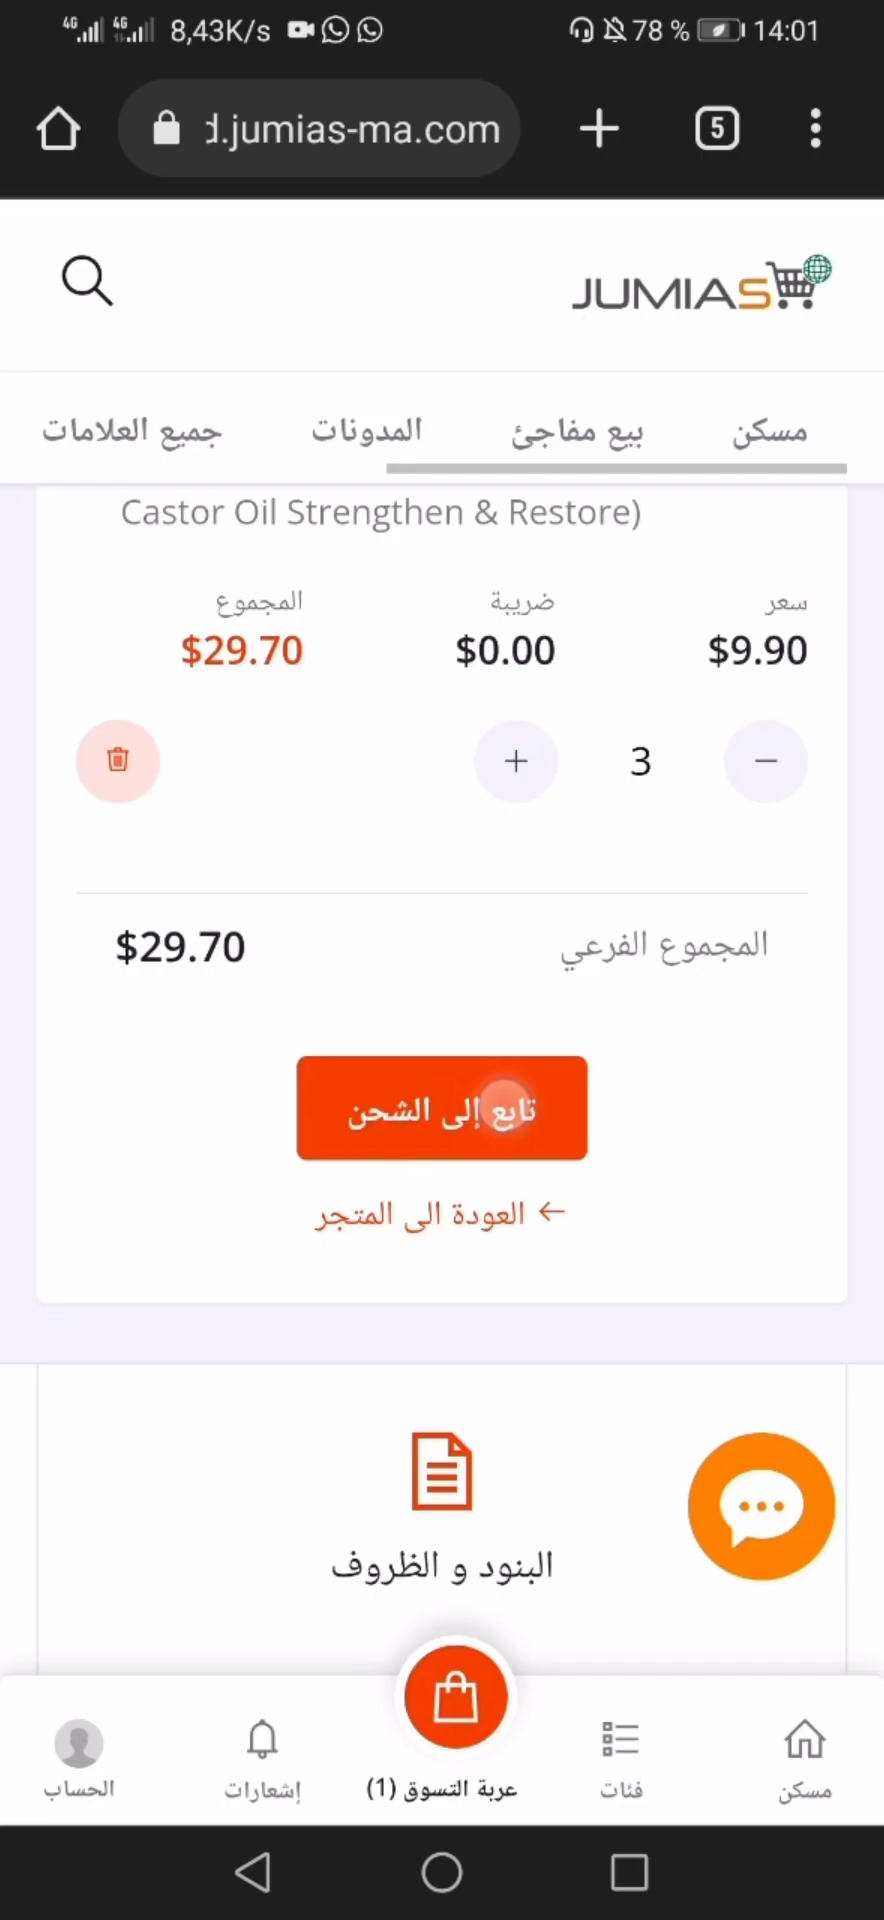 4G 4G 8,43K/s 78 % 14:01
d.jumias-ma.com 5
JUMIAS
مسكن بيع مفاجئ المدونات جميع العلامات
Castor Oil Strengthen & Restore)
سعر ضريبة المجموع
$9.90 $0.00 $29.70
− 3 +
المجموع الفرعي $29.70
تابع إلى الشحن
← العودة الى المتجر
البنود و الظروف
مسكن فئات عربة التسوق (1) إشعارات الحساب